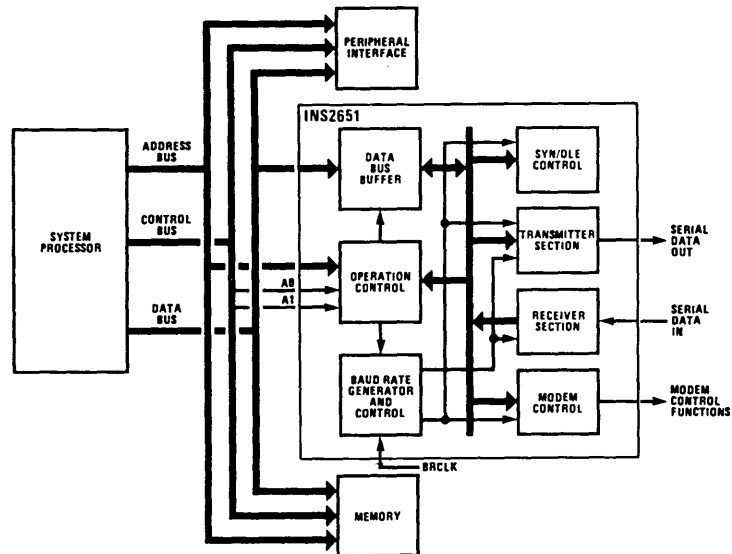 PERIPHERAL
INTERFACE
INS2651
ADDRESS
BUS
DATA
BUS
BUFFER
SYN/DLE
CONTROL
SYSTEM
PROCESSOR
CONTROL
BUS
TRANSMITTER
SECTION
SERIAL
DATA
OUT
OPERATION
CONTROL
A0
A1
DATA
BUS
RECEIVER
SECTION
SERIAL
DATA
IN
BAUD RATE
GENERATOR
AND
CONTROL
MODEM
CONTROL
MODEM
CONTROL
FUNCTIONS
BRCLK
MEMORY